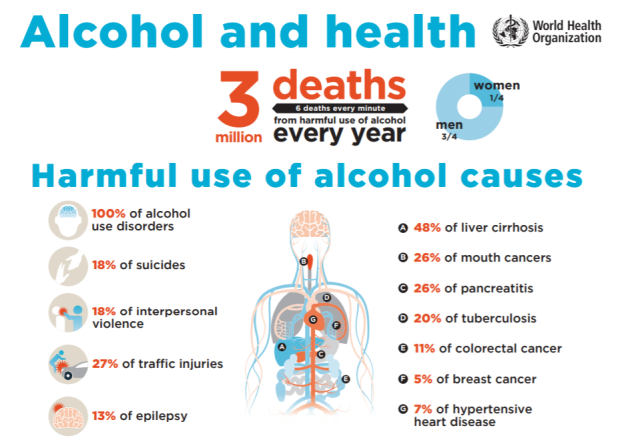 Alcohol and health
World Health
Organization
3
million
deaths
6 deaths every minute
from harmful use of alcohol
every year
women
1/4
men
3/4
Harmful use of alcohol causes
100% of alcohol
use disorders
18% of suicides
18% of interpersonal
violence
27% of traffic injuries
13% of epilepsy
B
D
G
F
A
C
E
A 48% of liver cirrhosis
B 26% of mouth cancers
C 26% of pancreatitis
D 20% of tuberculosis
E 11% of colorectal cancer
F 5% of breast cancer
G 7% of hypertensive
heart disease